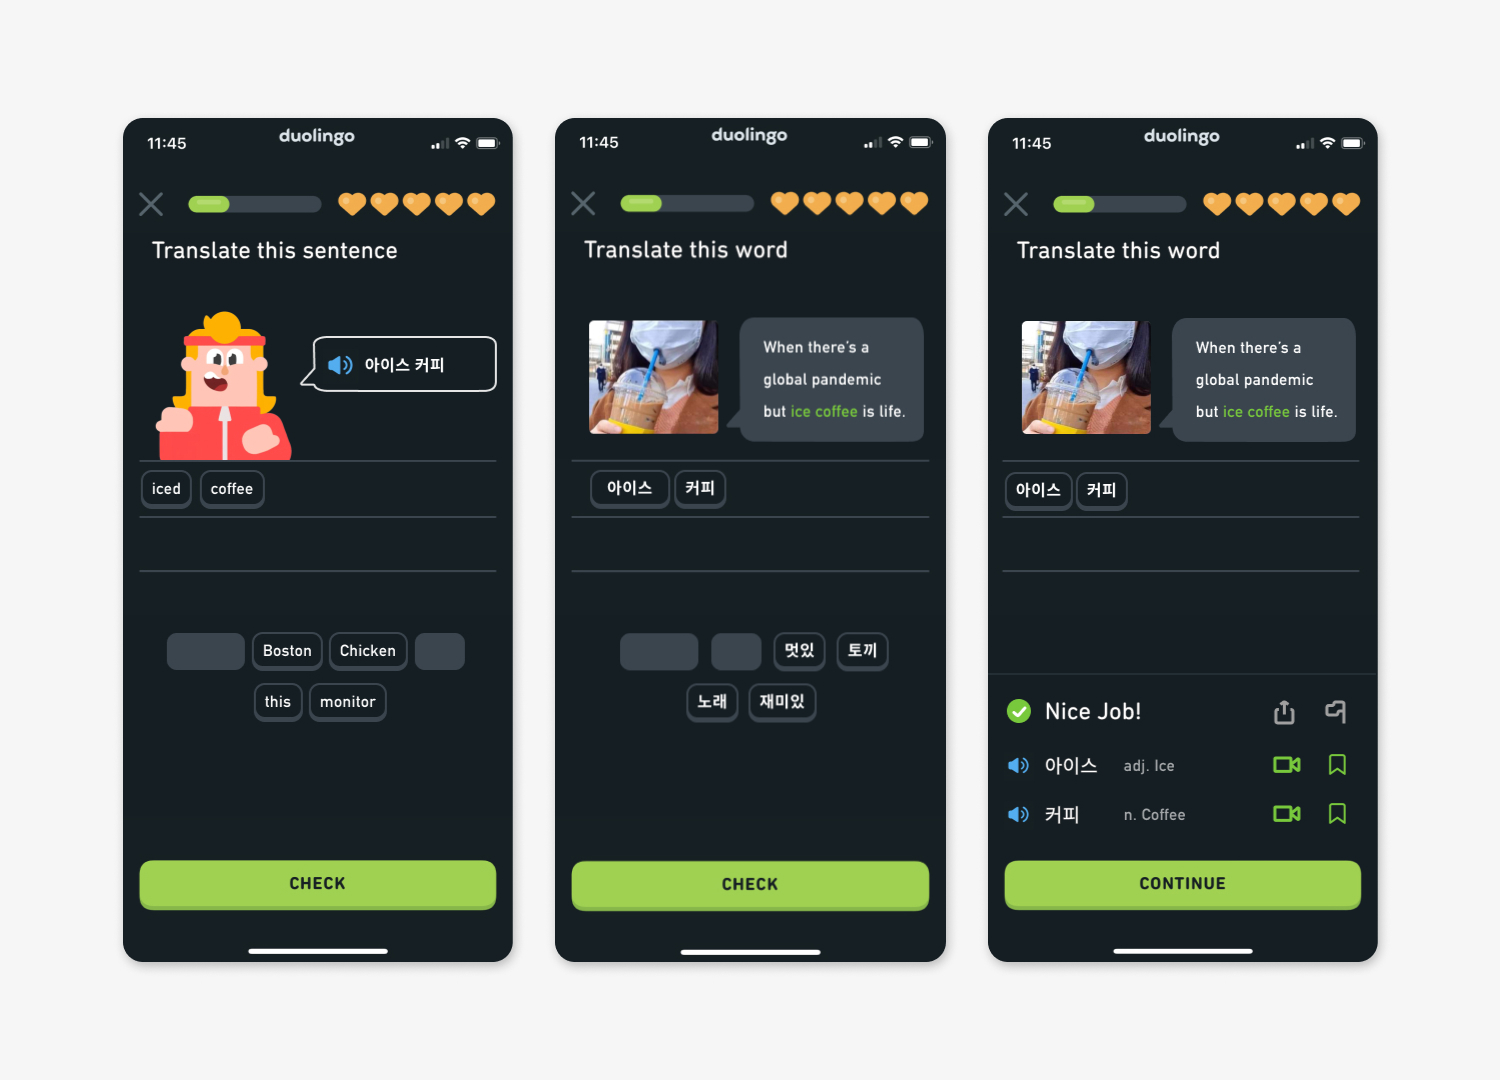 11:45
duolingo
Translate this sentence
아이스 커피
iced coffee
Boston Chicken
this monitor
CHECK
11:45
duolingo
Translate this word
When there's a
global pandemic
but ice coffee is life.
아이스 커피
멋있 토끼
노래 재미있
CHECK
11:45
duolingo
Translate this word
When there's a
global pandemic
but ice coffee is life.
아이스 커피
Nice Job!
아이스 adj. Ice
커피 n. Coffee
CONTINUE